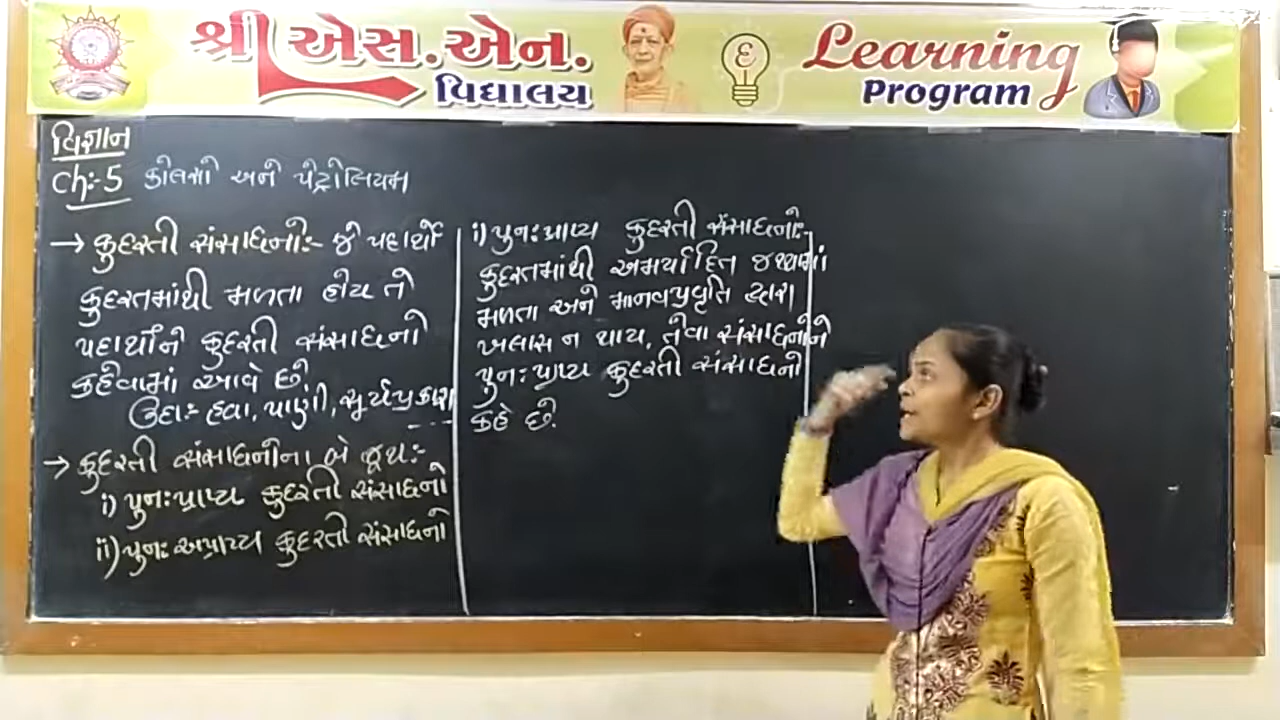 શ્રી એસ.એન.
વિદ્યાલય
Learning
Program
વિજ્ઞાન
Ch:-5 કોલસો અને પેટ્રોલિયમ
→ કુદરતી સંસાધનો:- જે પદાર્થો
કુદરતમાંથી મળતા હોય તો
પદાર્થોને કુદરતી સંસાધનો
કહેવામાં આવે છે.
ઉદા:- હવા, પાણી, સૂર્યપ્રકાશ
---
→ કુદરતી સંસાધનોના બે જૂથ:-
i) પુનઃપ્રાપ્ય કુદરતી સંસાધનો
ii) પુનઃઅપ્રાપ્ય કુદરતી સંસાધનો
i) પુનઃપ્રાપ્ય કુદરતી સંસાધનો:-
કુદરતમાંથી અમર્યાદિત જથ્થામાં
મળતા અને માનવપ્રવૃતિ દ્વારા
ખલાસ ન થાય, તેવા સંસાધનોને
પુનઃપ્રાપ્ય કુદરતી સંસાધનો
કહે છે.